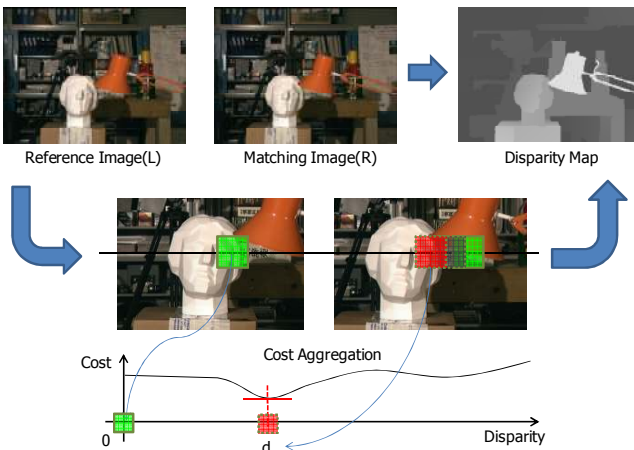 Reference Image(L)
Matching Image(R)
Disparity Map
Cost Aggregation
Cost
0
d
Disparity